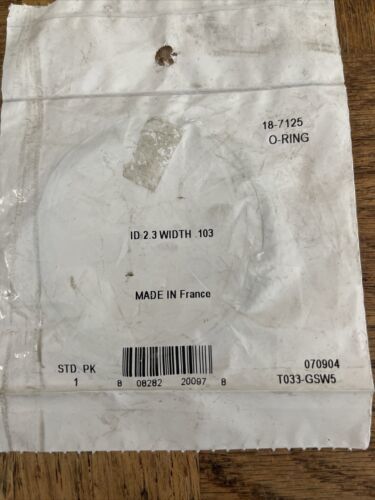 18-7125
O-RING
ID 2.3 WIDTH .103
MADE IN France
STD. PK
1
8 08282 20097 8
070904
T033-GSW5